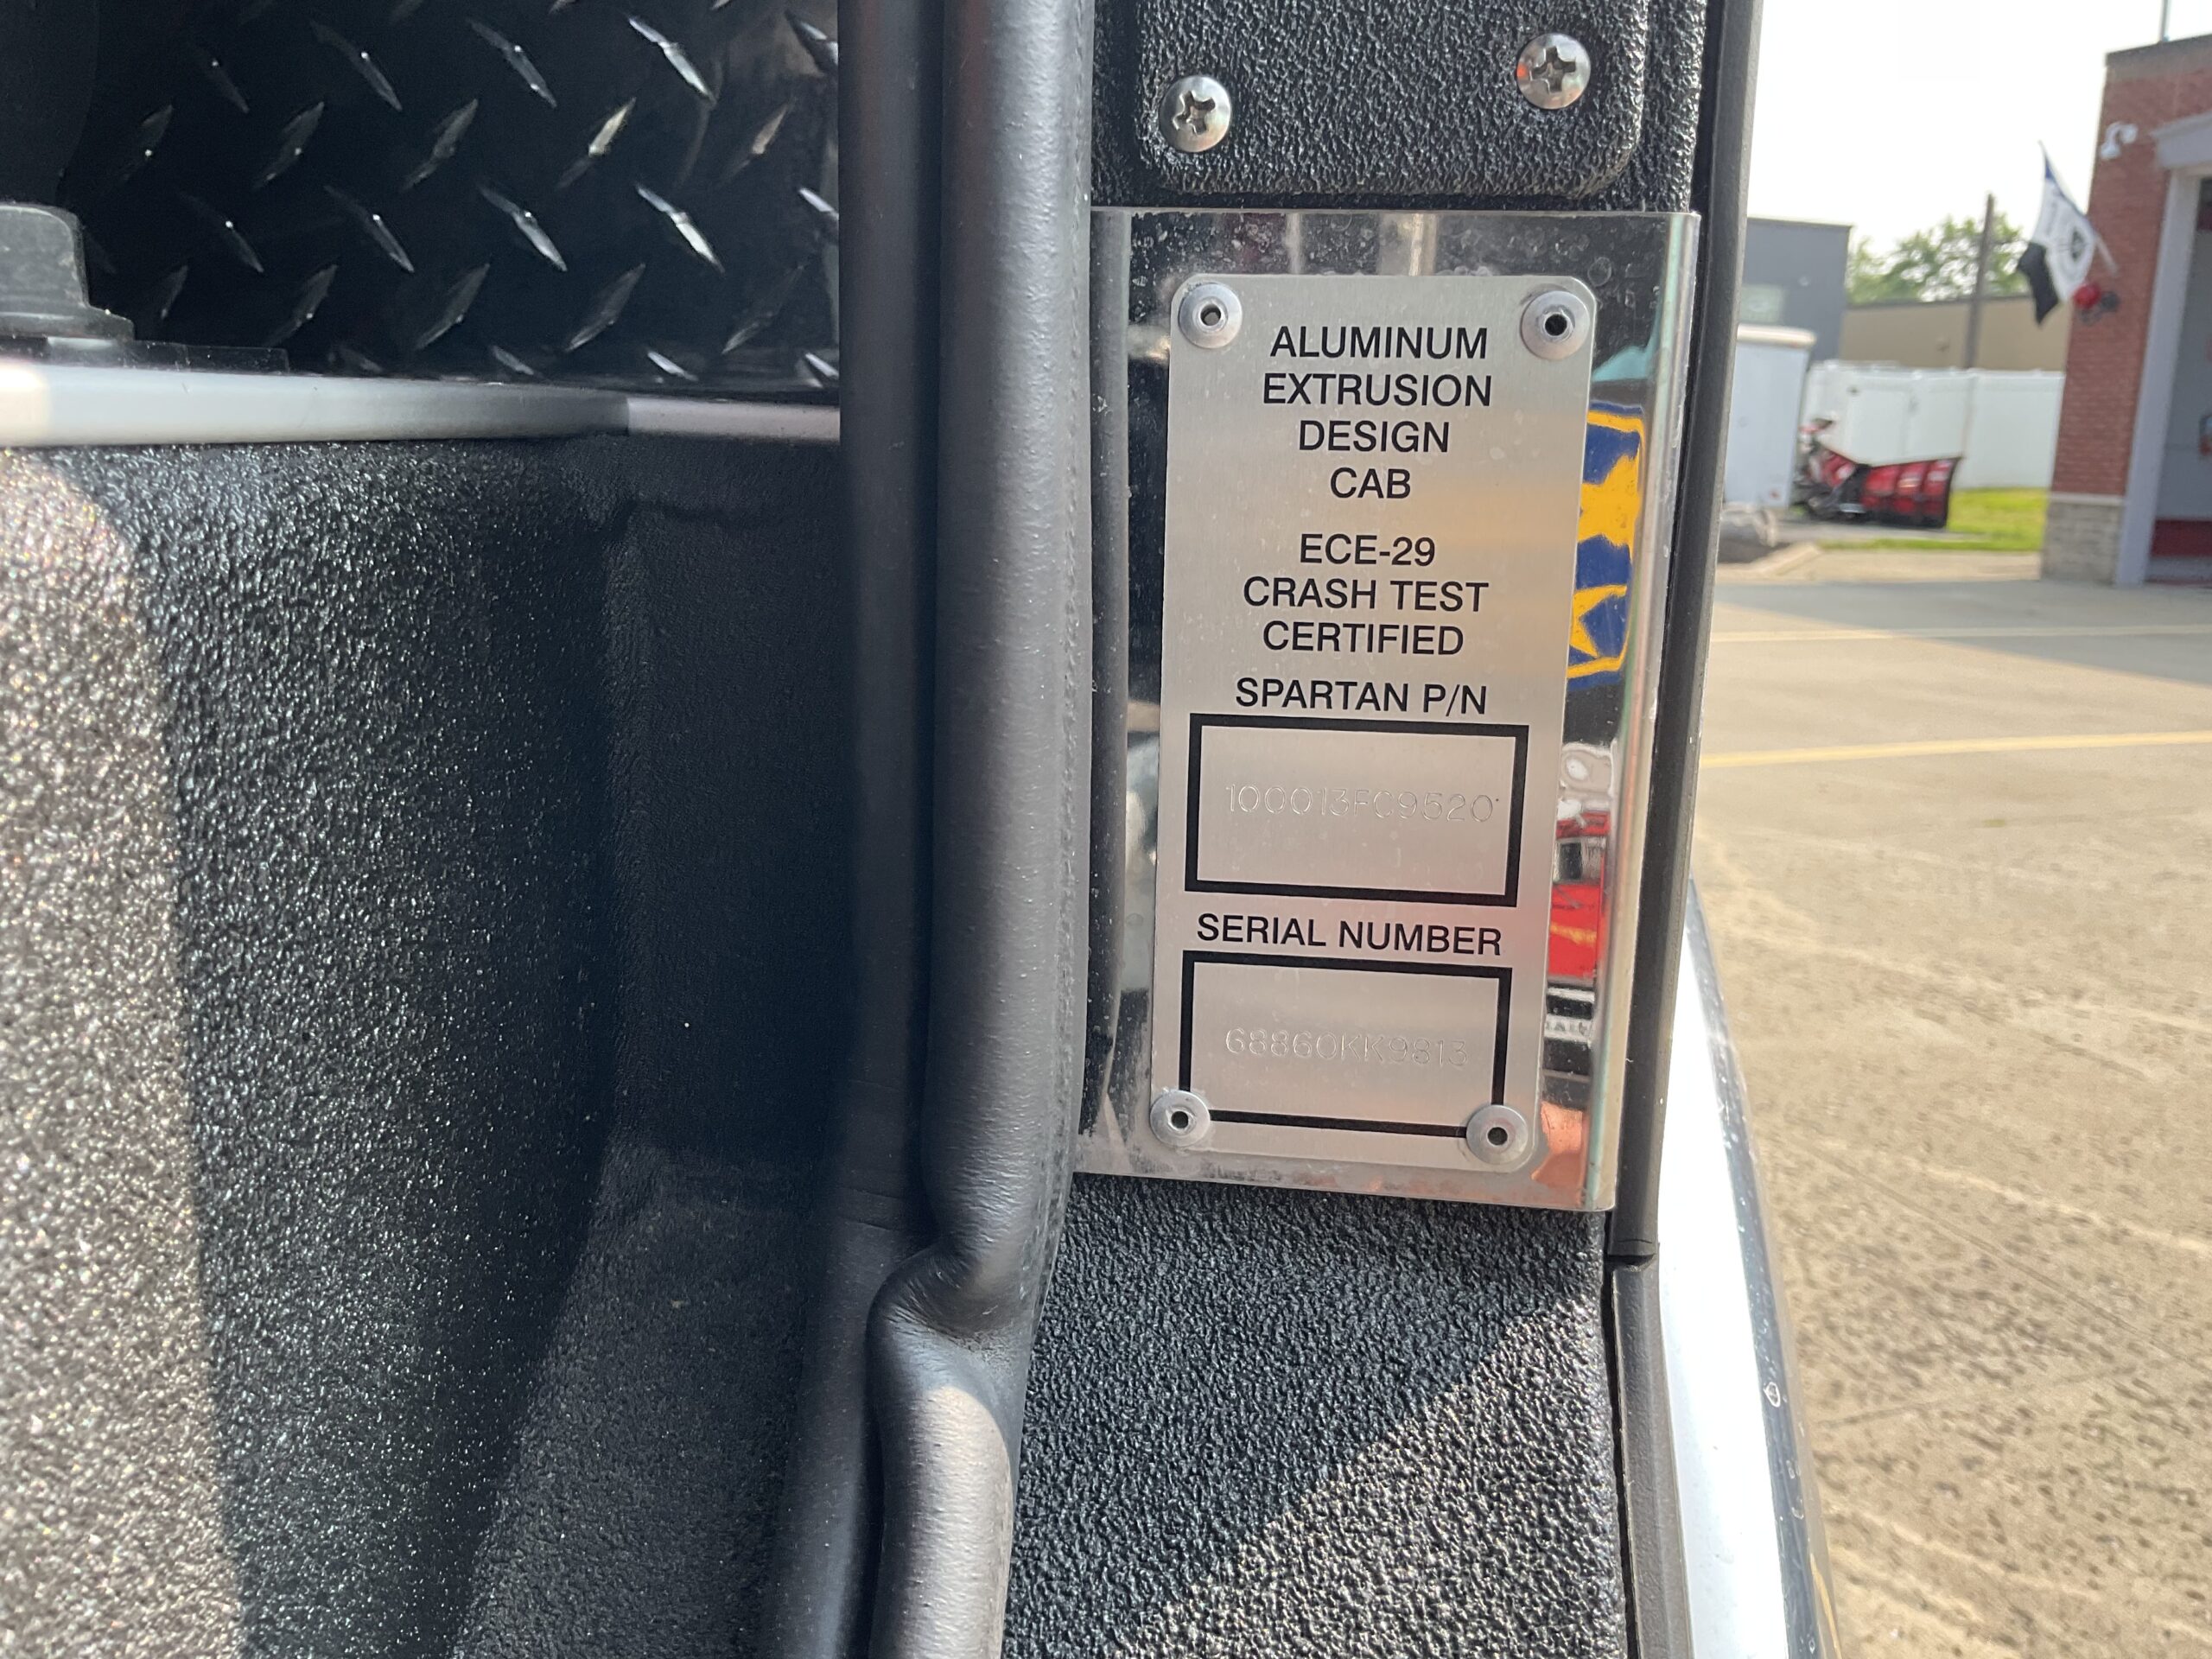 ALUMINUM
EXTRUSION
DESIGN
CAB
ECE-29
CRASH TEST
CERTIFIED
SPARTAN P/N
100013FC9520
SERIAL NUMBER
68860KK9813